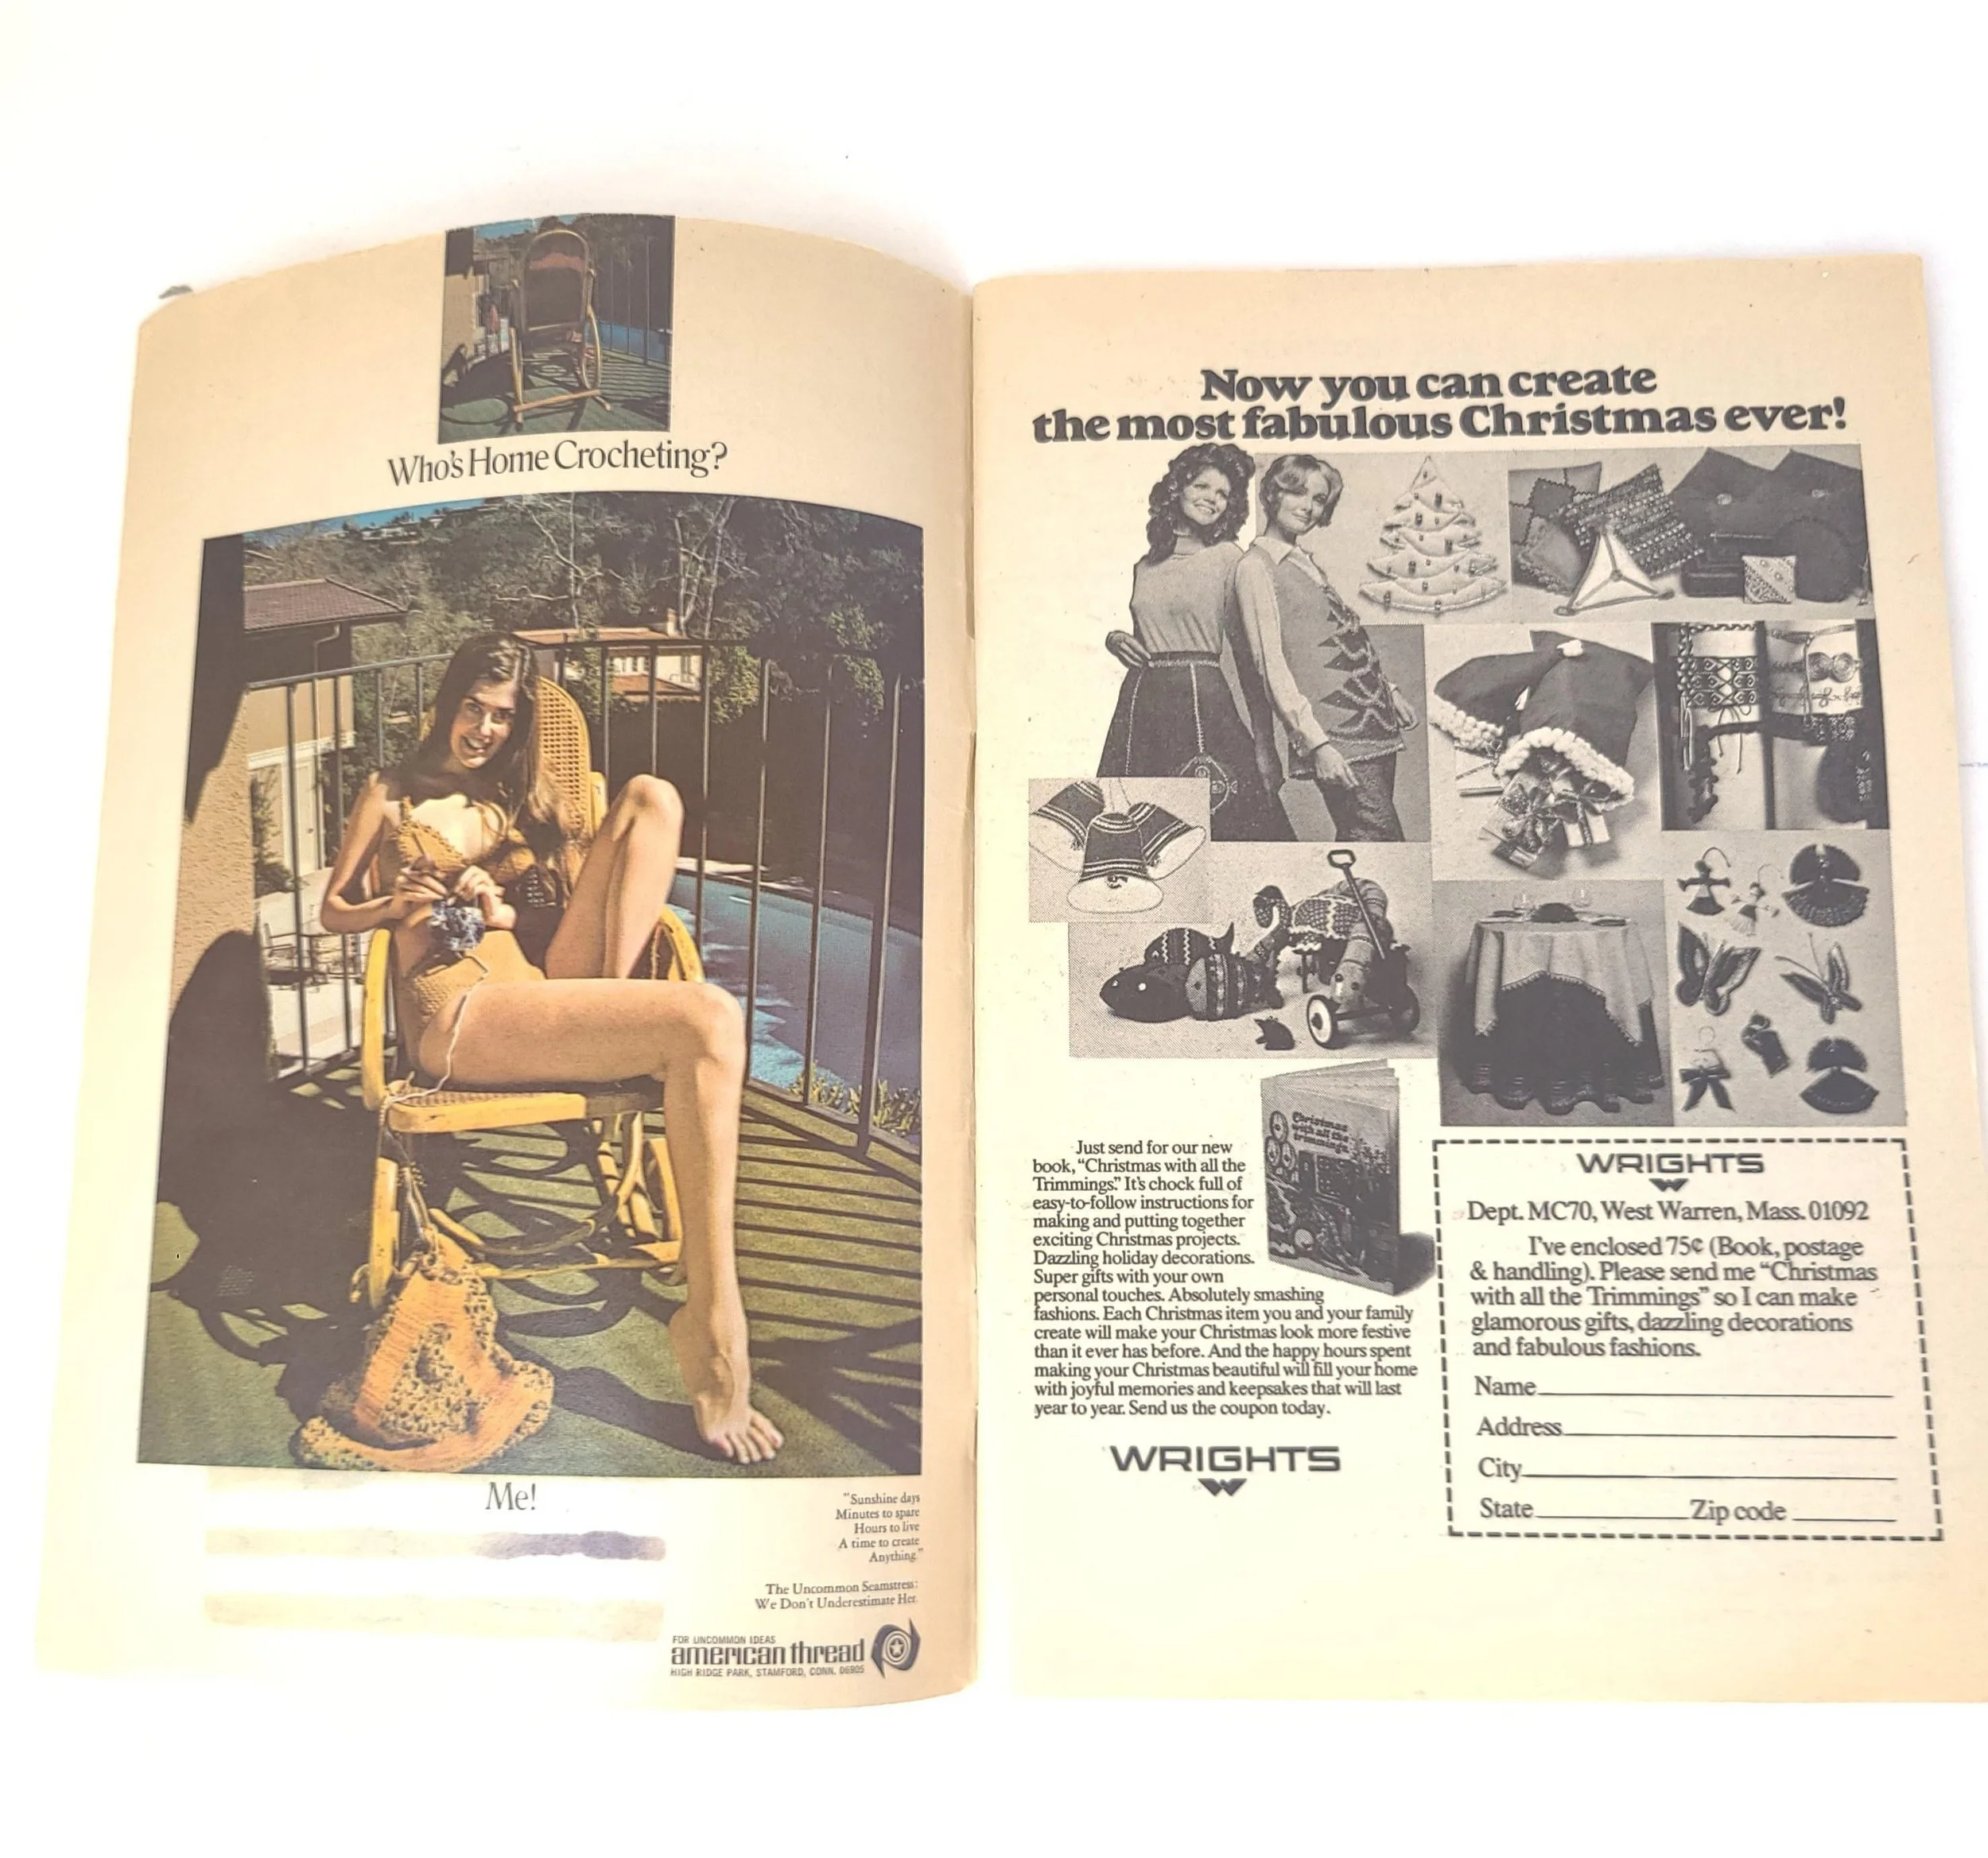 Who's Home Crocheting?
Me!
"Sunshine days
Minutes to spare
Hours to live
A time to create
Anything."
The Uncommon Seamstress:
We Don't Underestimate Her.
FOR UNCOMMON IDEAS
american thread
HIGH RIDGE PARK, STAMFORD, CONN. 06905
Now you can create
the most fabulous Christmas ever!
Christmas
with all the
trimmings
Just send for our new
book, "Christmas with all the
Trimmings." It's chock full of
easy-to-follow instructions for
making and putting together
exciting Christmas projects.
Dazzling holiday decorations.
Super gifts with your own
personal touches. Absolutely smashing
fashions. Each Christmas item you and your family
create will make your Christmas look more festive
than it ever has before. And the happy hours spent
making your Christmas beautiful will fill your home
with joyful memories and keepsakes that will last
year to year. Send us the coupon today.
WRIGHTS
WRIGHTS
Dept. MC70, West Warren, Mass. 01092
I've enclosed 75¢ (Book, postage
& handling). Please send me "Christmas
with all the Trimmings" so I can make
glamorous gifts, dazzling decorations
and fabulous fashions.
Name
Address
City
State Zip code